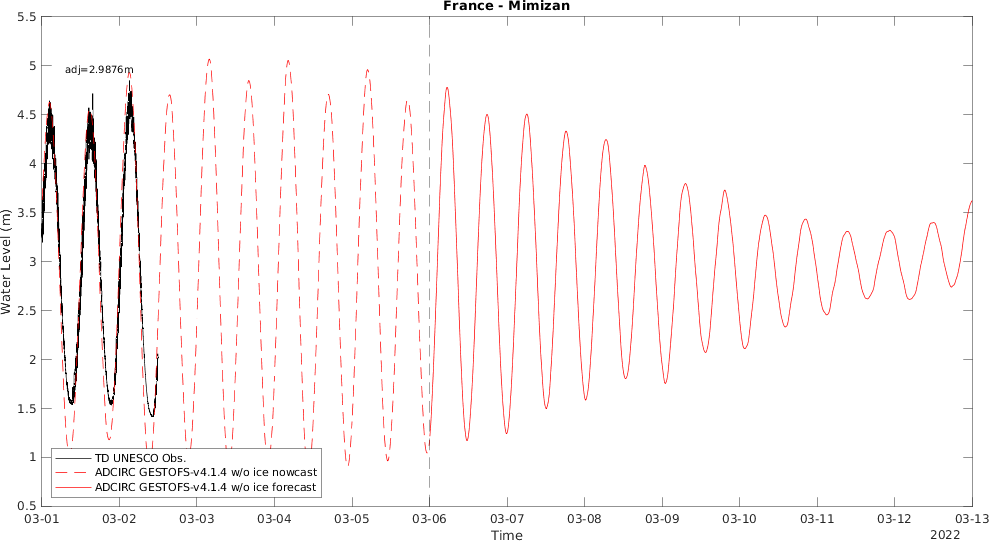 France - Mimizan
adj=2.9876m
Water Level (m)
5.5
5
4.5
4
3.5
3
2.5
2
1.5
1
0.5
TD UNESCO Obs.
ADCIRC GESTOFS-v4.1.4 w/o ice nowcast
ADCIRC GESTOFS-v4.1.4 w/o ice forecast
03-01 03-02 03-03 03-04 03-05 03-06 03-07 03-08 03-09 03-10 03-11 03-12 03-13
Time
2022